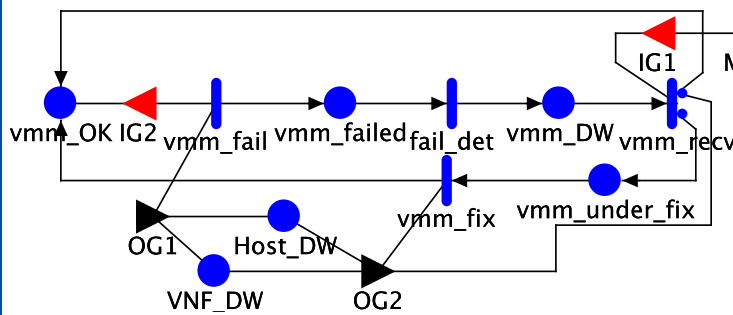 IG1
M
vmm_OK IG2 vmm_fail vmm_failed fail_det vmm_DW vmm_recv
vmm_fix vmm_under_fix
OG1 Host_DW
VNF_DW OG2